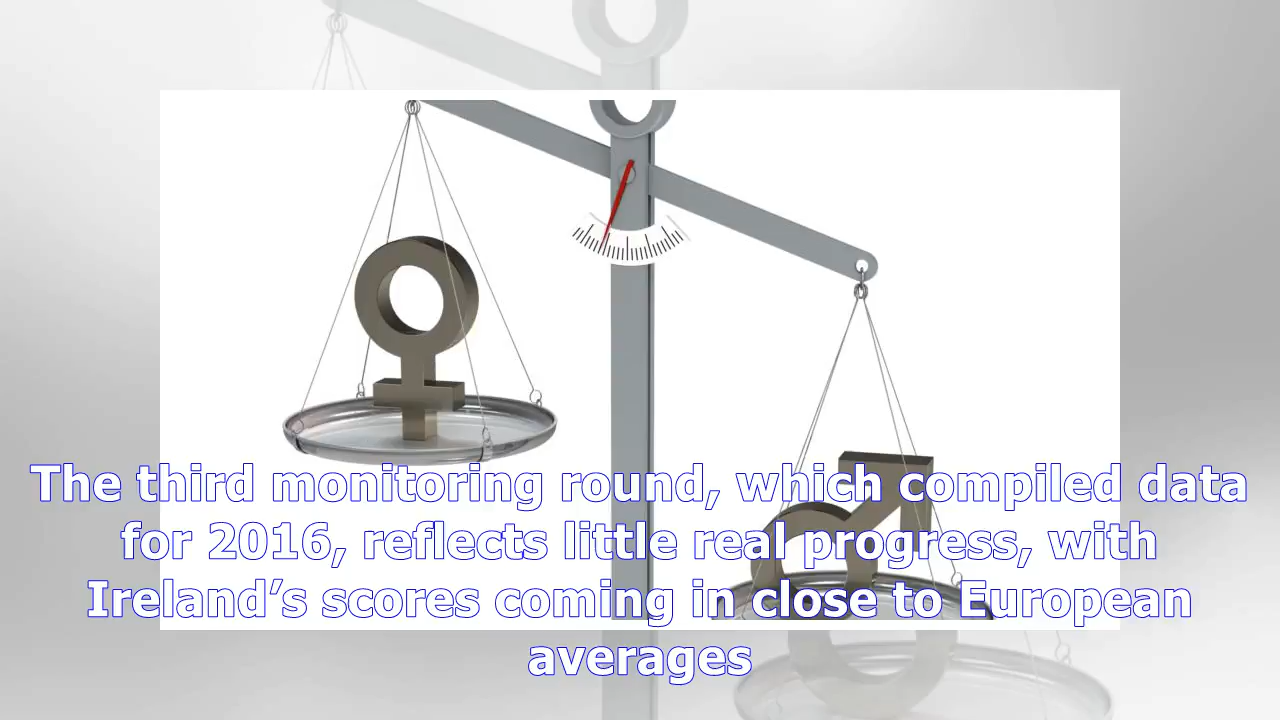 The third monitoring round, which compiled data
for 2016, reflects little real progress, with
Ireland’s scores coming in close to European
averages